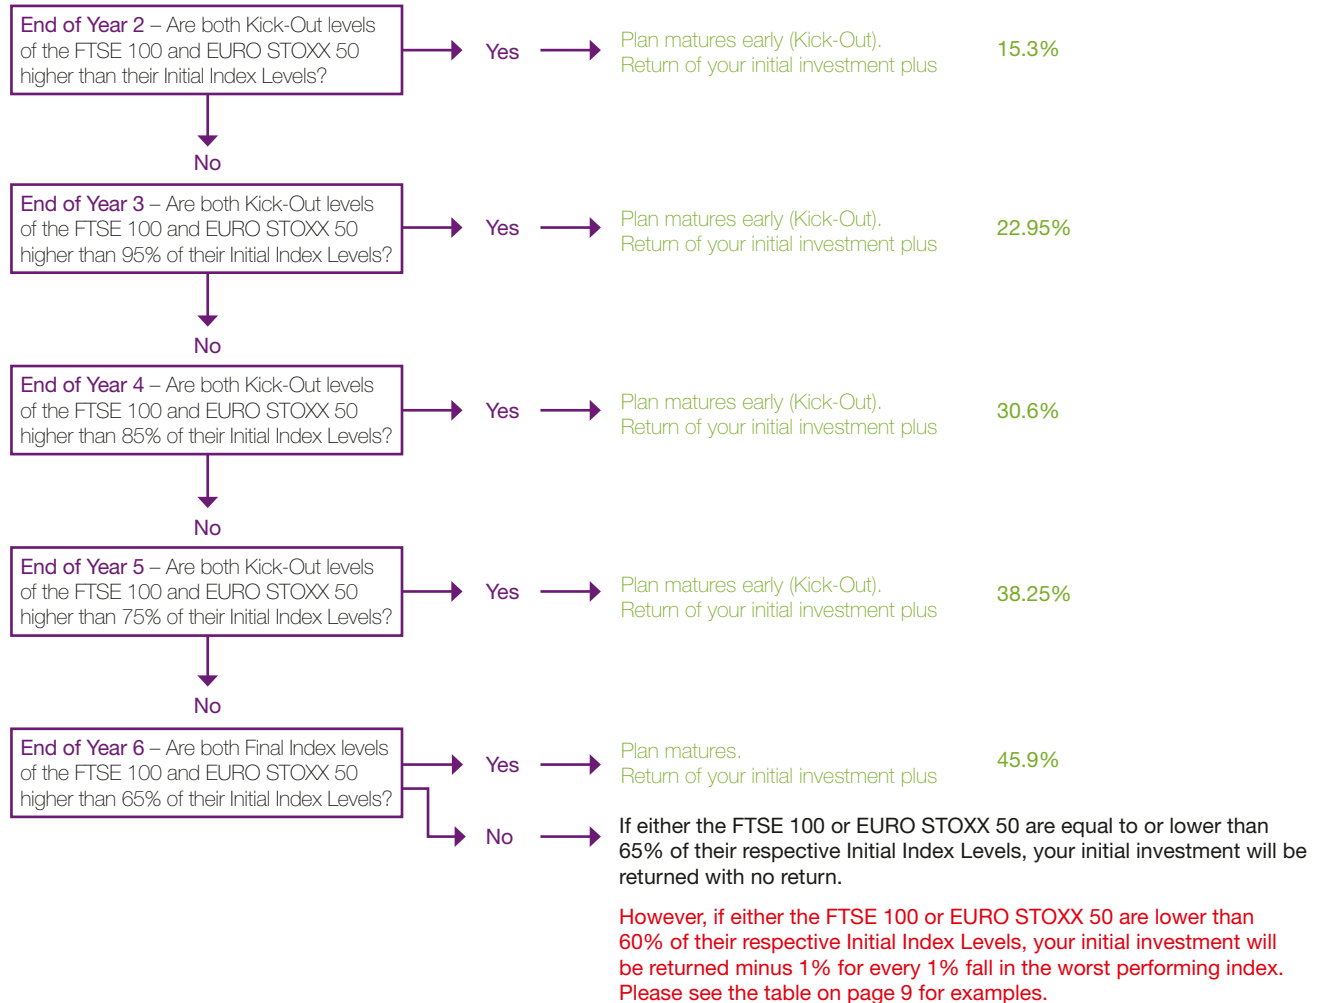 End of Year 2 – Are both Kick-Out levels
of the FTSE 100 and EURO STOXX 50
higher than their Initial Index Levels?
Yes
Plan matures early (Kick-Out).
Return of your initial investment plus
15.3%
No
End of Year 3 – Are both Kick-Out levels
of the FTSE 100 and EURO STOXX 50
higher than 95% of their Initial Index Levels?
Yes
Plan matures early (Kick-Out).
Return of your initial investment plus
22.95%
No
End of Year 4 – Are both Kick-Out levels
of the FTSE 100 and EURO STOXX 50
higher than 85% of their Initial Index Levels?
Yes
Plan matures early (Kick-Out).
Return of your initial investment plus
30.6%
No
End of Year 5 – Are both Kick-Out levels
of the FTSE 100 and EURO STOXX 50
higher than 75% of their Initial Index Levels?
Yes
Plan matures early (Kick-Out).
Return of your initial investment plus
38.25%
No
End of Year 6 – Are both Final Index levels
of the FTSE 100 and EURO STOXX 50
higher than 65% of their Initial Index Levels?
Yes
Plan matures.
Return of your initial investment plus
45.9%
No
If either the FTSE 100 or EURO STOXX 50 are equal to or lower than
65% of their respective Initial Index Levels, your initial investment will be
returned with no return.
However, if either the FTSE 100 or EURO STOXX 50 are lower than
60% of their respective Initial Index Levels, your initial investment will
be returned minus 1% for every 1% fall in the worst performing index.
Please see the table on page 9 for examples.